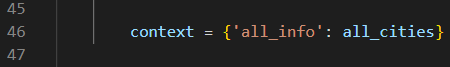 45
46 context = {'all_info': all_cities}
47